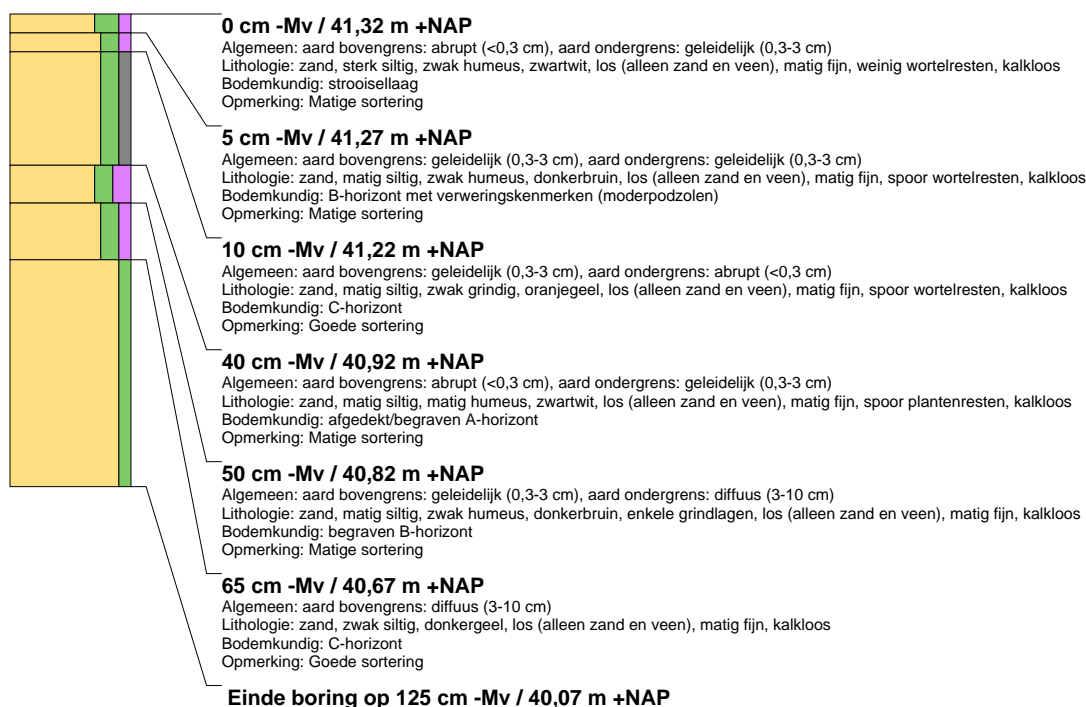 0 cm -Mv / 41,32 m +NAP
Algemeen: aard bovengrens: abrupt (<0,3 cm), aard ondergrens: geleidelijk (0,3-3 cm)
Lithologie: zand, sterk siltig, zwak humeus, zwartwit, los (alleen zand en veen), matig fijn, weinig wortelresten, kalkloos
Bodemkundig: strooisellaag
Opmerking: Matige sortering
5 cm -Mv / 41,27 m +NAP
Algemeen: aard bovengrens: geleidelijk (0,3-3 cm), aard ondergrens: geleidelijk (0,3-3 cm)
Lithologie: zand, matig siltig, zwak humeus, donkerbruin, los (alleen zand en veen), matig fijn, spoor wortelresten, kalkloos
Bodemkundig: B-horizont met verweringskenmerken (moderpodzolen)
Opmerking: Matige sortering
10 cm -Mv / 41,22 m +NAP
Algemeen: aard bovengrens: geleidelijk (0,3-3 cm), aard ondergrens: abrupt (<0,3 cm)
Lithologie: zand, matig siltig, zwak grindig, oranjegeel, los (alleen zand en veen), matig fijn, spoor wortelresten, kalkloos
Bodemkundig: C-horizont
Opmerking: Goede sortering
40 cm -Mv / 40,92 m +NAP
Algemeen: aard bovengrens: abrupt (<0,3 cm), aard ondergrens: geleidelijk (0,3-3 cm)
Lithologie: zand, matig siltig, matig humeus, zwartwit, los (alleen zand en veen), matig fijn, spoor plantenresten, kalkloos
Bodemkundig: afgedekt/begraven A-horizont
Opmerking: Matige sortering
50 cm -Mv / 40,82 m +NAP
Algemeen: aard bovengrens: geleidelijk (0,3-3 cm), aard ondergrens: diffuus (3-10 cm)
Lithologie: zand, matig siltig, zwak humeus, donkerbruin, enkele grindlagen, los (alleen zand en veen), matig fijn, kalkloos
Bodemkundig: begraven B-horizont
Opmerking: Matige sortering
65 cm -Mv / 40,67 m +NAP
Algemeen: aard bovengrens: diffuus (3-10 cm)
Lithologie: zand, zwak siltig, donkergeel, los (alleen zand en veen), matig fijn, kalkloos
Bodemkundig: C-horizont
Opmerking: Goede sortering
Einde boring op 125 cm -Mv / 40,07 m +NAP